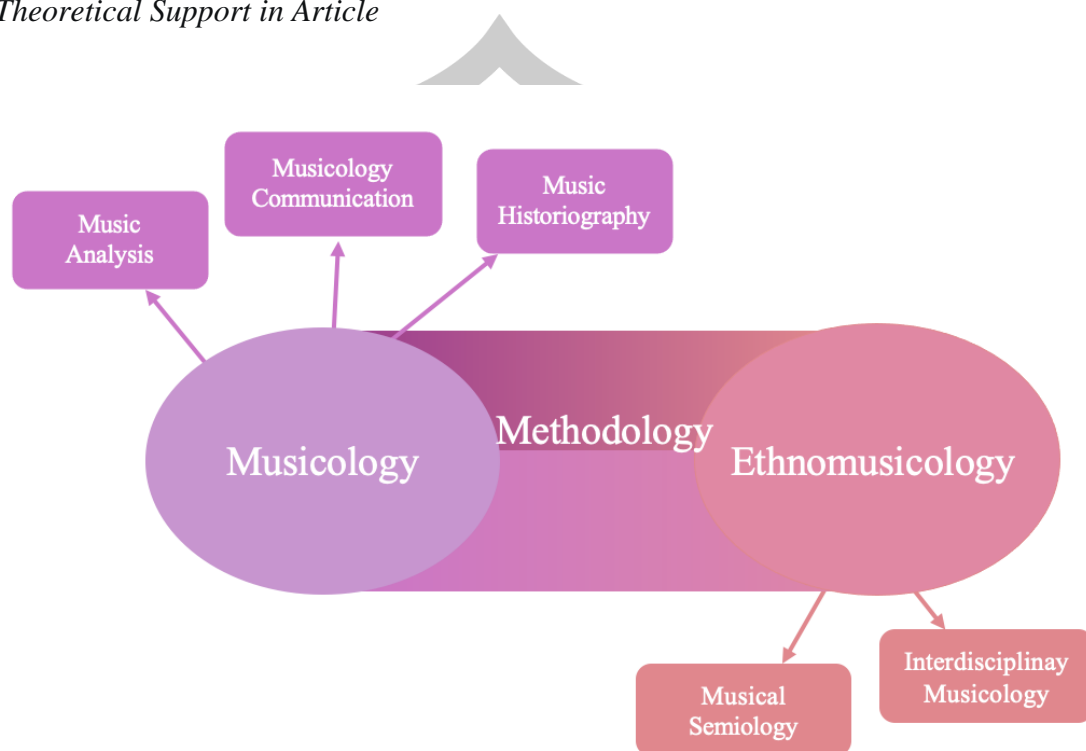 Theoretical Support in Article
Musicology
Communication
Music
Historiography
Music
Analysis
Methodology
Musicology
Ethnomusicology
Interdisciplinay
Musicology
Musical
Semiology